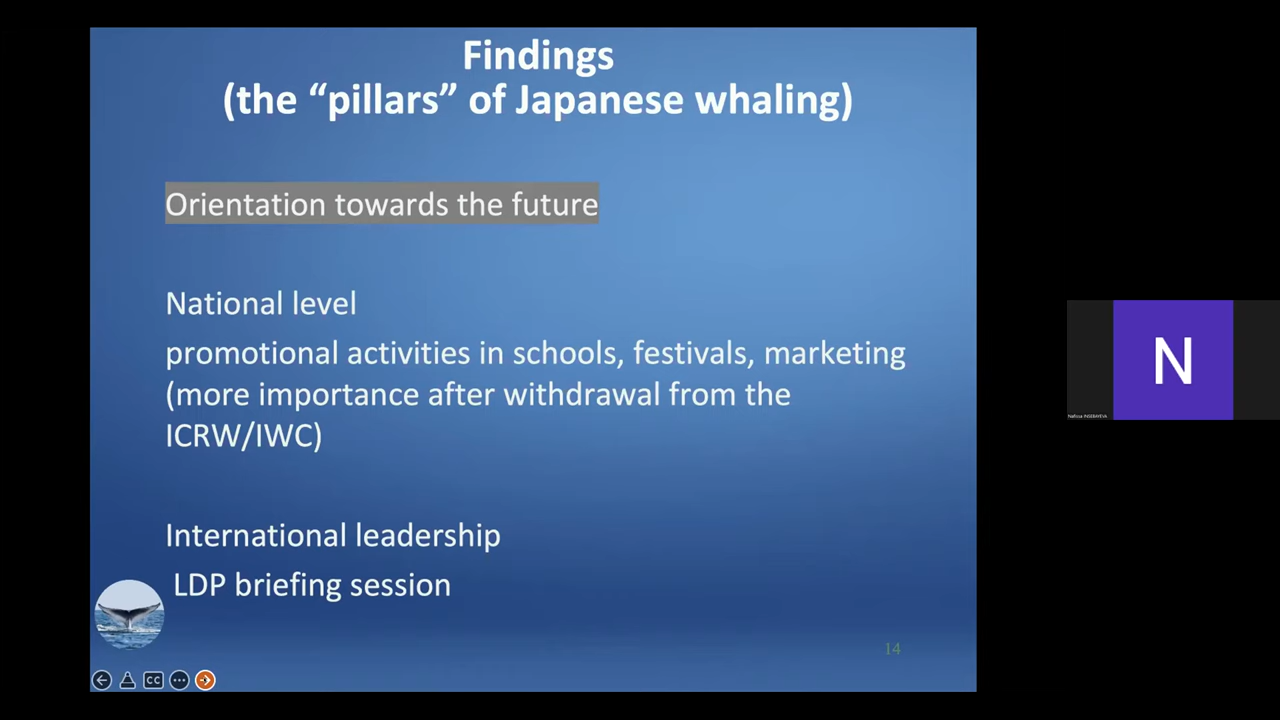 Findings
(the “pillars” of Japanese whaling)
Orientation towards the future
National level
promotional activities in schools, festivals, marketing
(more importance after withdrawal from the
ICRW/IWC)
International leadership
LDP briefing session
14
CC
N